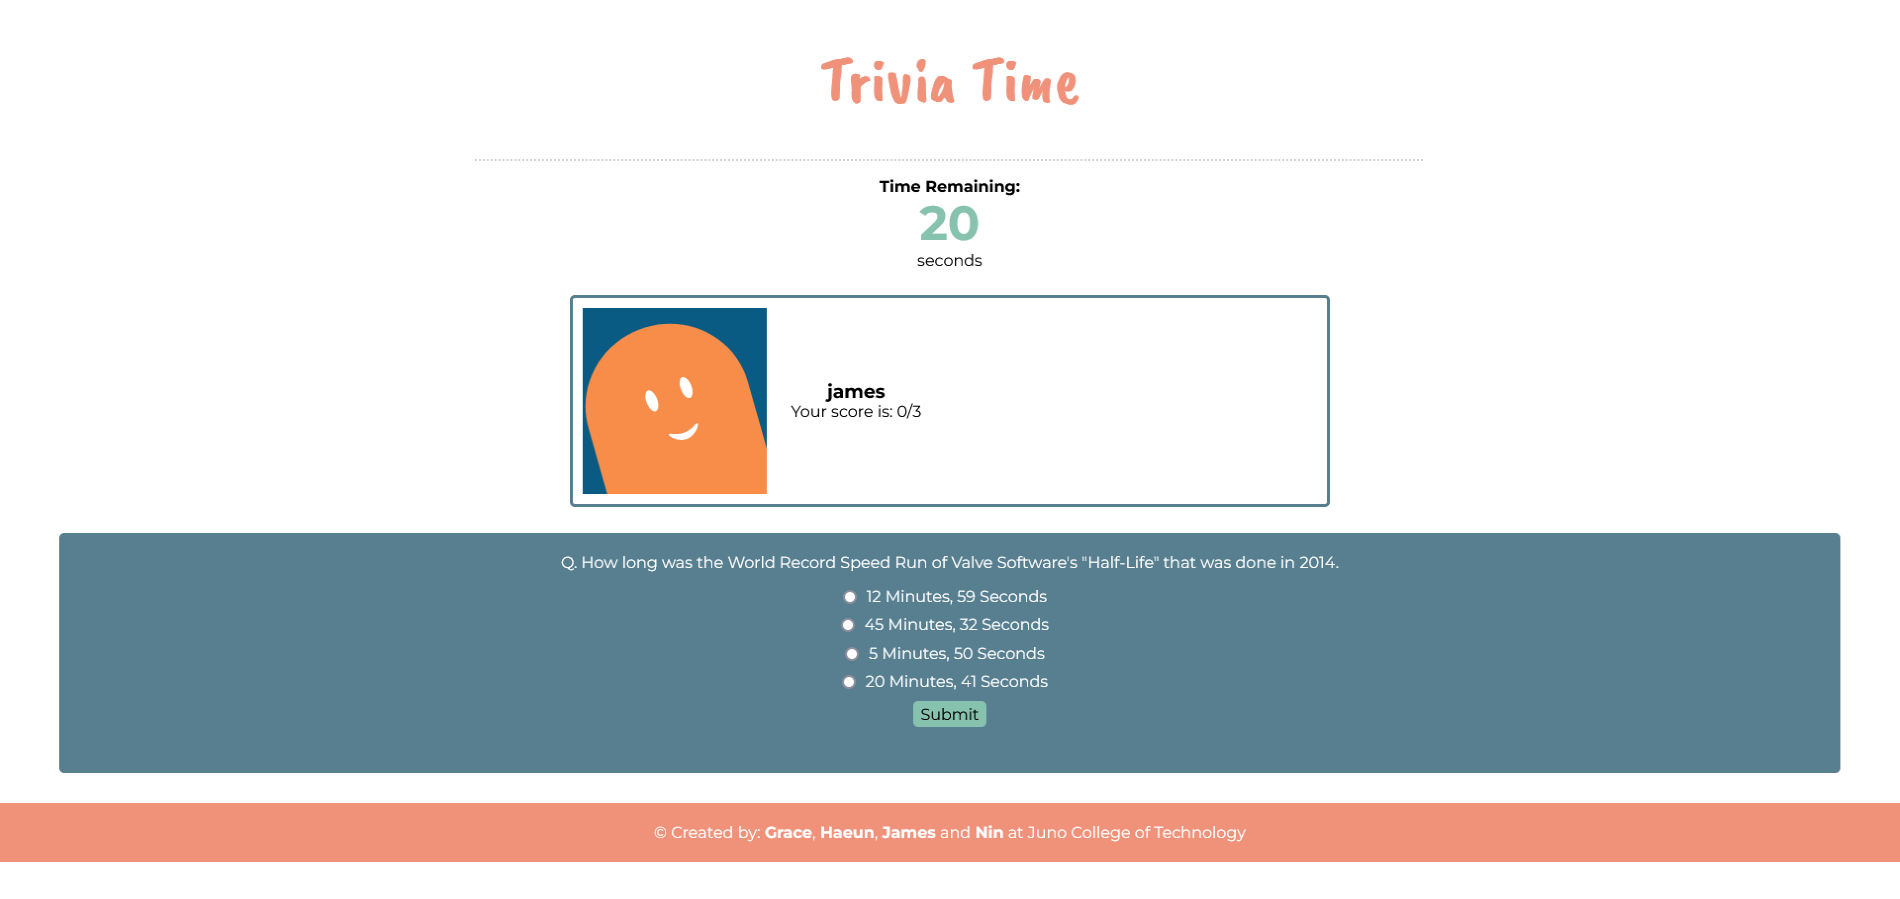 Trivia Time
Time Remaining:
20
seconds
james
Your score is: 0/3
Q. How long was the World Record Speed Run of Valve Software's "Half-Life" that was done in 2014.
12 Minutes, 59 Seconds
45 Minutes, 32 Seconds
5 Minutes, 50 Seconds
20 Minutes, 41 Seconds
Submit
© Created by: Grace, Haeun, James and Nin at Juno College of Technology